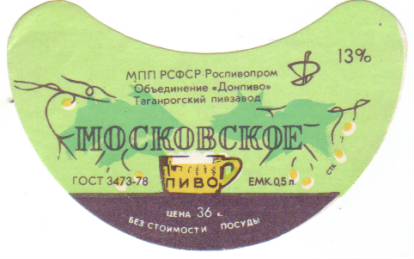 МПП РСФСР Роспивопром
Объединение «Донпиво»
Таганрогский пивзавод
13%
МОСКОВСКОЕ
ПИВО
ГОСТ 3473-78
ЕМК. 0,5 л.
ЦЕНА 36 к.
БЕЗ СТОИМОСТИ ПОСУДЫ